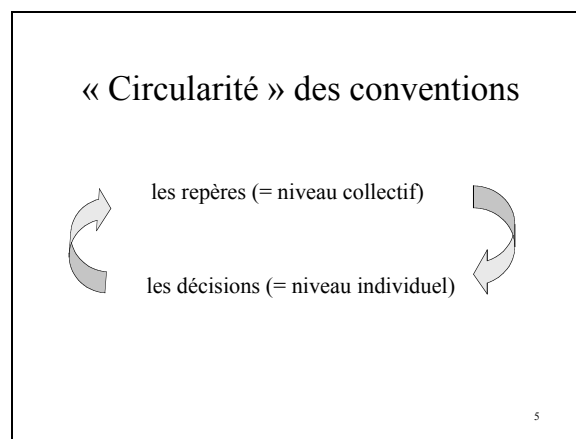 « Circularité » des conventions
les repères (= niveau collectif)
les décisions (= niveau individuel)
5